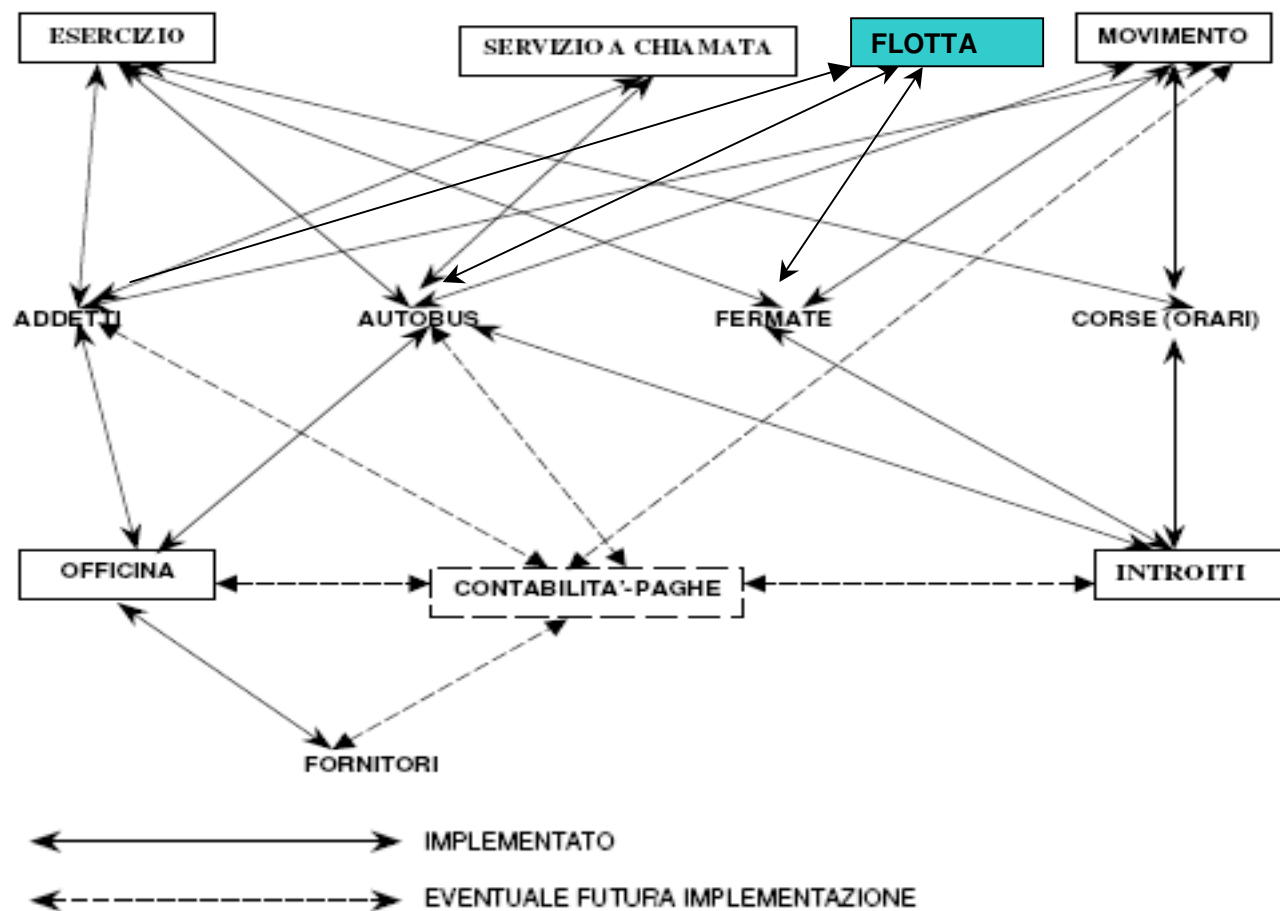 ESERCIZIO
SERVIZIO A CHIAMATA
FLOTTA
MOVIMENTO
ADDETTI
AUTOBUS
FERMATE
CORSE (ORARI)
OFFICINA
CONTABILITA'-PAGHE
INTROITI
FORNITORI
IMPLEMENTATO
EVENTUALE FUTURA IMPLEMENTAZIONE